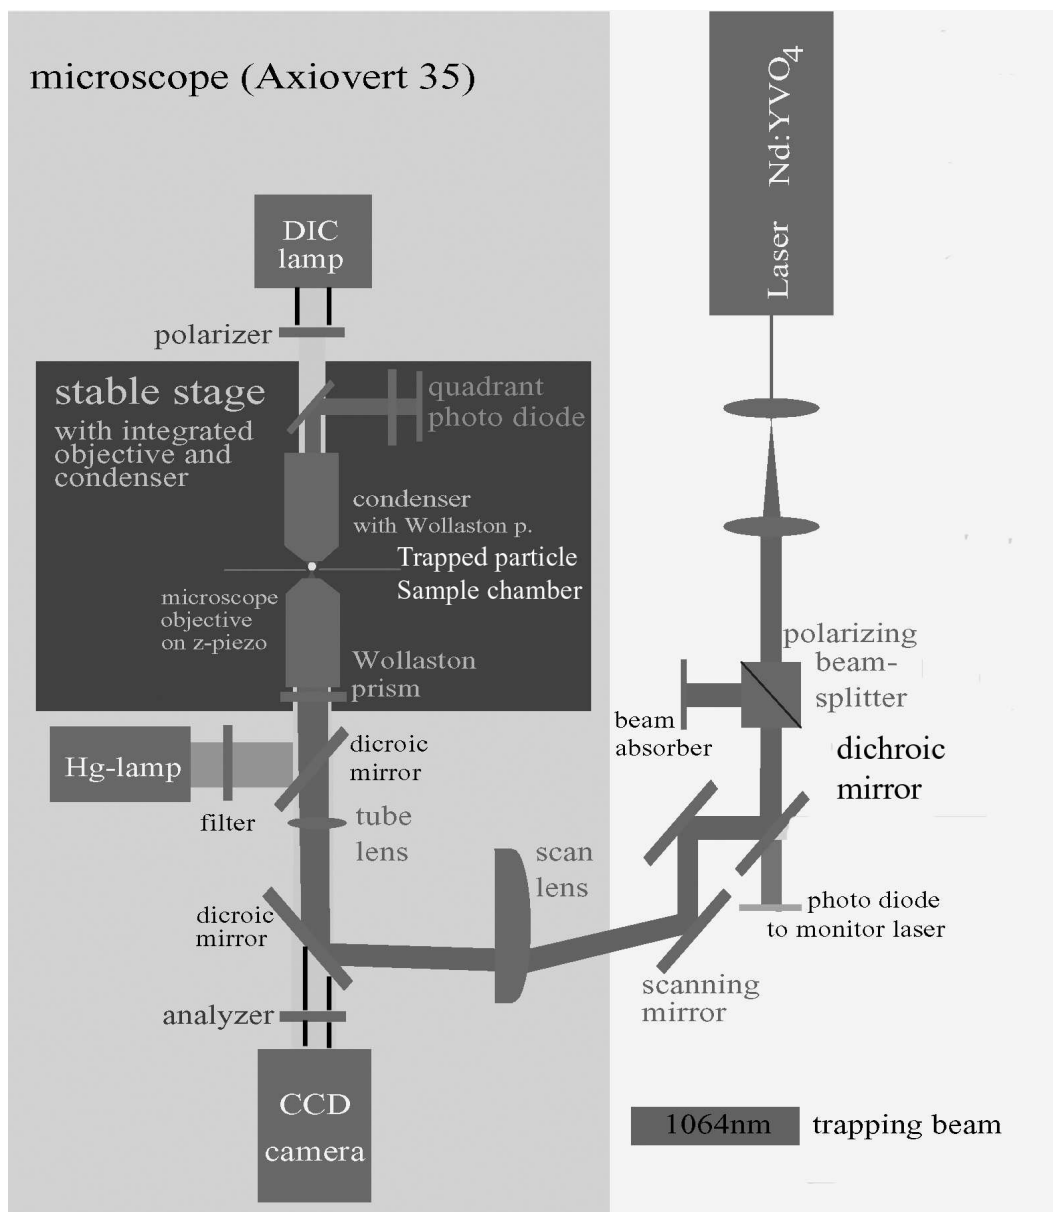 microscope (Axiovert 35)
Laser Nd:YVO4
DIC
lamp
polarizer
stable stage
with integrated
objective and
condenser
quadrant
photo diode
condenser
with Wollaston p.
Trapped particle
Sample chamber
microscope
objective
on z-piezo
Wollaston
prism
polarizing
beam-
splitter
beam
absorber
Hg-lamp
filter
dicroic
mirror
dichroic
mirror
tube
lens
scan
lens
dicroic
mirror
photo diode
to monitor laser
scanning
mirror
analyzer
CCD
camera
1064nm
trapping beam